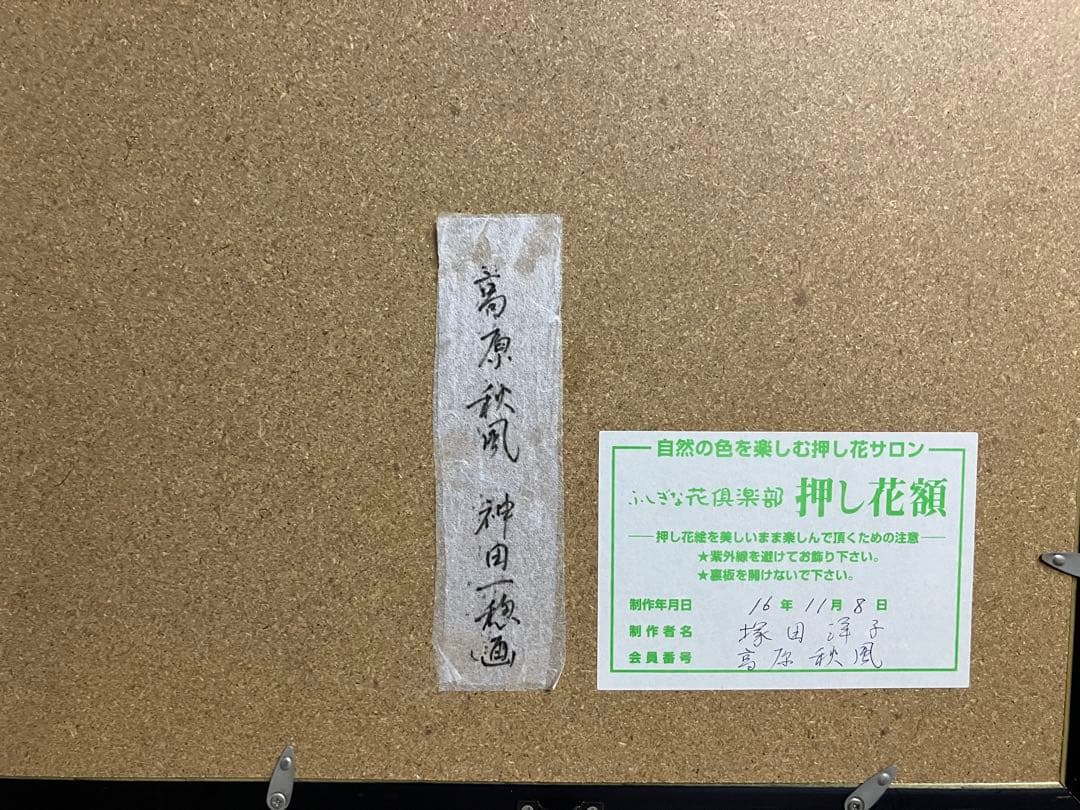 高原秋風 神田一穂画
自然の色を楽しむ押し花サロン
ふしぎな花倶楽部 押し花額
押し花絵を美しいまま楽しんで頂くための注意
★紫外線を避けてお飾り下さい。
★裏板を開けないで下さい。
制作年月日 16年11月8日
制作者名 塚田洋子
会員番号 高原秋風